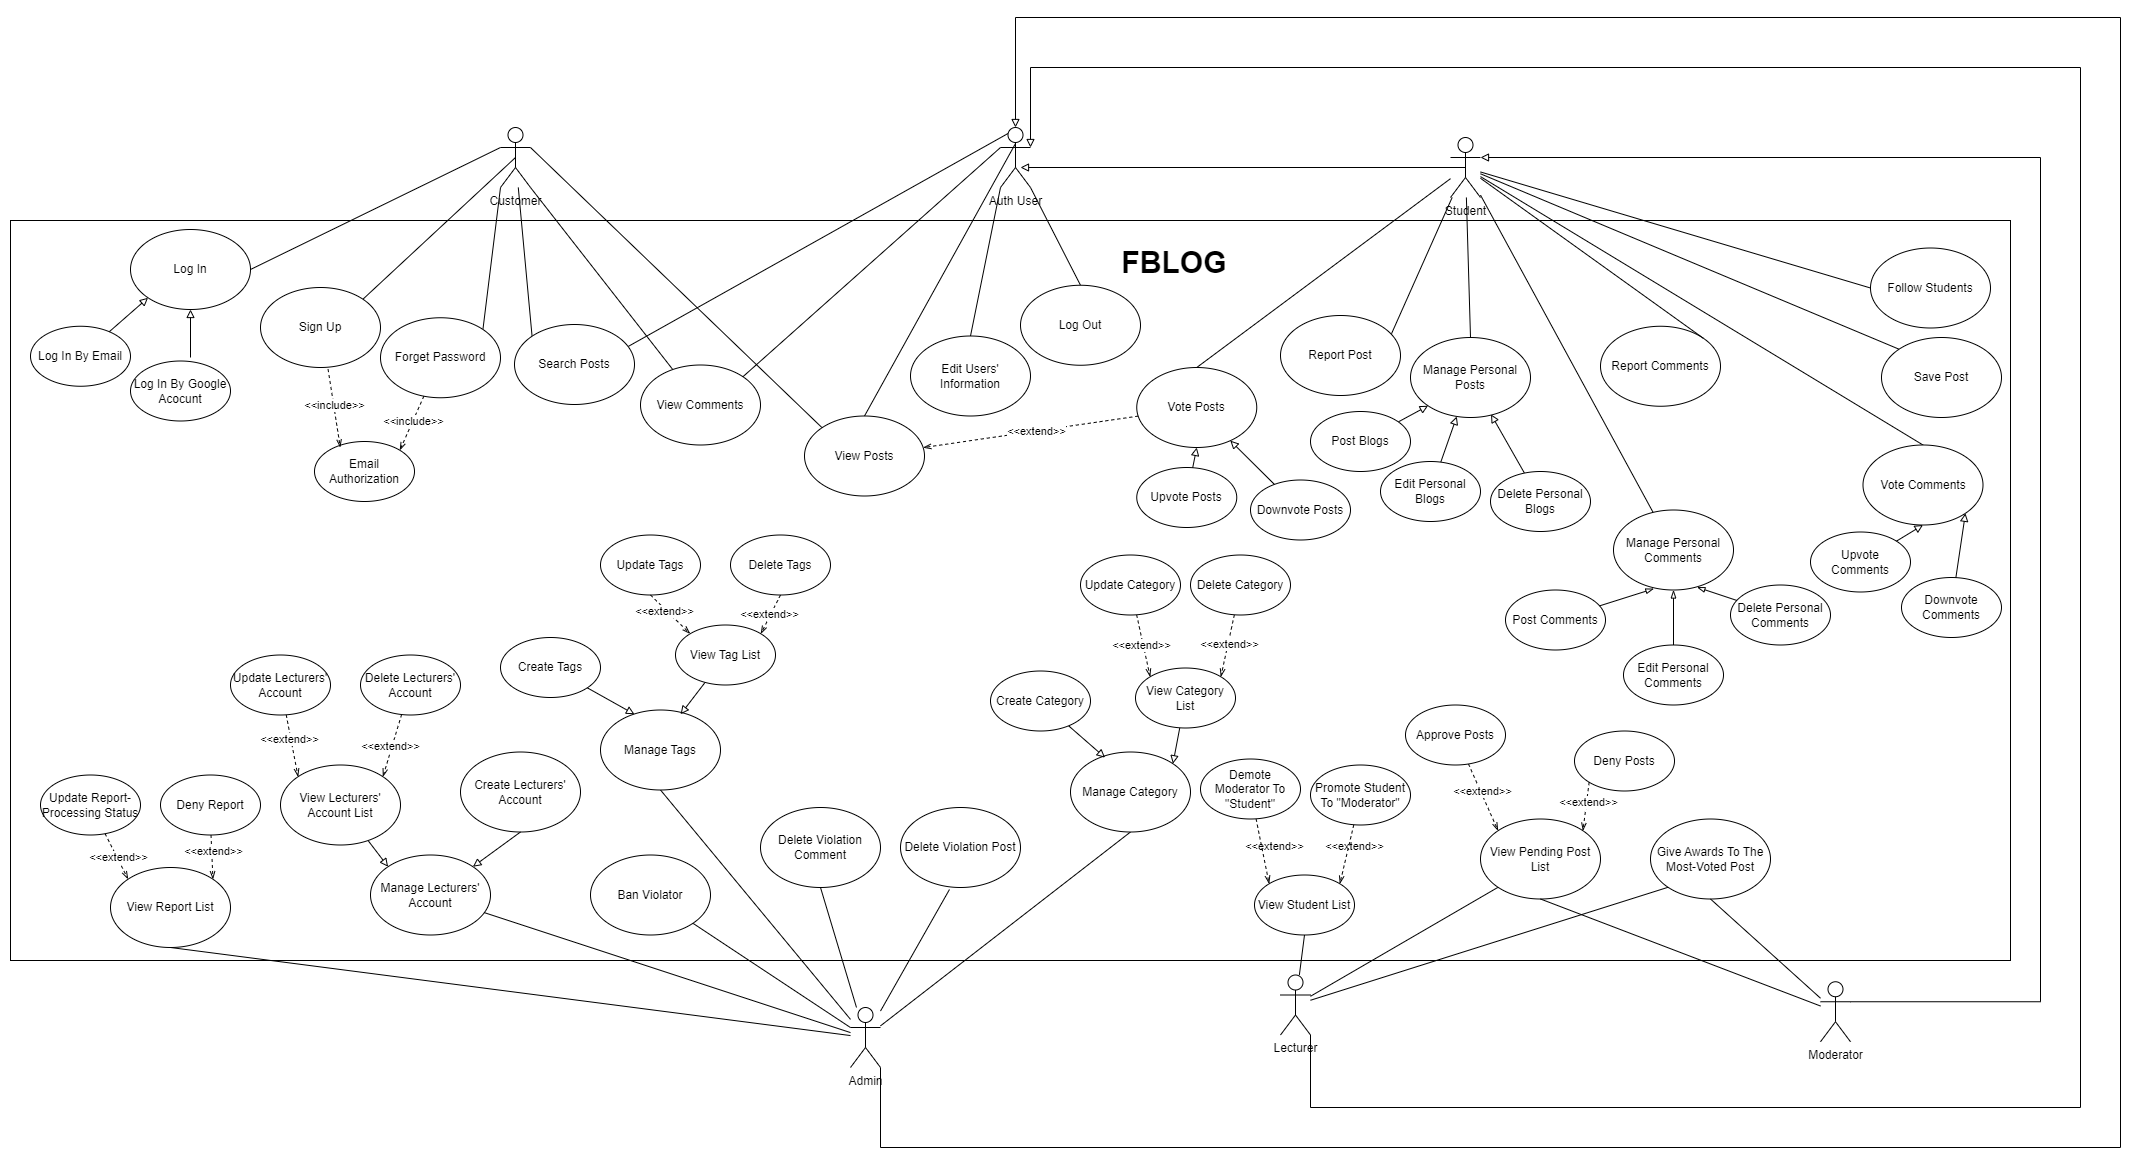 Customer
Auth User
Student
FBLOG
Log In
Log In By Email
Log In By Google
Acocunt
Sign Up
Forget Password
<<include>>
<<include>>
Email
Authorization
Search Posts
View Comments
View Posts
Edit Users'
Information
Log Out
Vote Posts
<<extend>>
Upvote Posts
Downvote Posts
Report Post
Manage Personal
Posts
Post Blogs
Edit Personal
Blogs
Delete Personal
Blogs
Report Comments
Follow Students
Save Post
Vote Comments
Upvote
Comments
Downvote
Comments
Manage Personal
Comments
Post Comments
Edit Personal
Comments
Delete Personal
Comments
Update Tags
Delete Tags
<<extend>>
<<extend>>
View Tag List
Create Tags
Manage Tags
Update Category
Delete Category
<<extend>>
<<extend>>
View Category
List
Create Category
Manage Category
Update Lecturers'
Account
Delete Lecturers'
Account
<<extend>>
<<extend>>
View Lecturers'
Account List
Create Lecturers'
Account
Manage Lecturers'
Account
Update Report-
Processing Status
Deny Report
<<extend>>
<<extend>>
View Report List
Ban Violator
Delete Violation
Comment
Delete Violation Post
Demote
Moderator To
"Student"
Promote Student
To "Moderator"
<<extend>>
<<extend>>
View Student List
Approve Posts
Deny Posts
<<extend>>
<<extend>>
View Pending Post
List
Give Awards To The
Most-Voted Post
Admin
Lecturer
Moderator